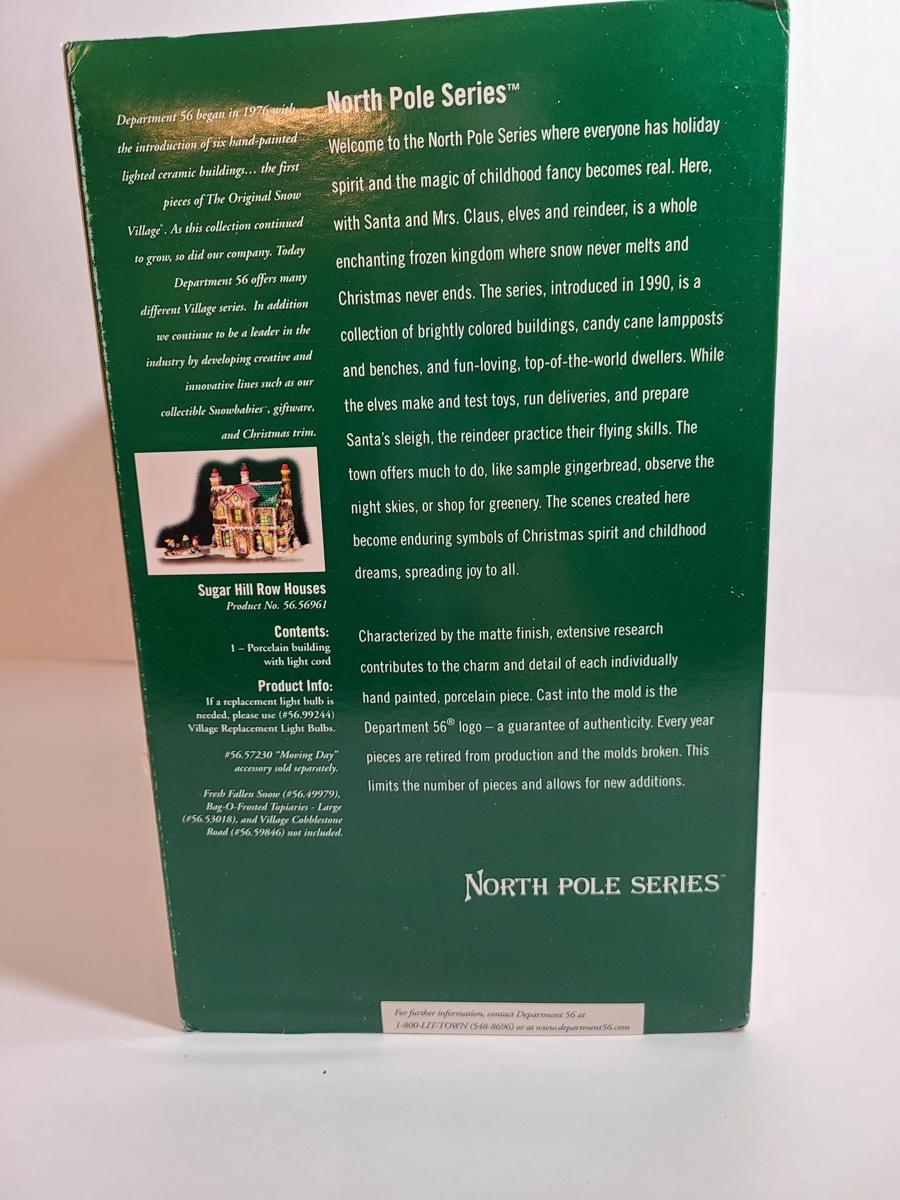 Department 56 began in 1976 with
the introduction of six hand-painted
lighted ceramic buildings... the first
pieces of The Original Snow
Village®. As this collection continued
to grow, so did our company. Today
Department 56 offers many
different Village series. In addition
we continue to be a leader in the
industry by developing creative and
innovative lines such as our
collectible Snowbabies™, giftware,
and Christmas trim.
Sugar Hill Row Houses
Product No. 56.56961
Contents:
1 – Porcelain building
with light cord
Product Info:
If a replacement light bulb is
needed, please use (#56.99244)
Village Replacement Light Bulbs.
#56.57230 "Moving Day"
accessory sold separately.
Fresh Fallen Snow (#56.49979),
Bag-O-Frosted Topiaries - Large
(#56.53018), and Village Cobblestone
Road (#56.59846) not included.
North Pole Series™
Welcome to the North Pole Series where everyone has holiday
spirit and the magic of childhood fancy becomes real. Here,
with Santa and Mrs. Claus, elves and reindeer, is a whole
enchanting frozen kingdom where snow never melts and
Christmas never ends. The series, introduced in 1990, is a
collection of brightly colored buildings, candy cane lampposts
and benches, and fun-loving, top-of-the-world dwellers. While
the elves make and test toys, run deliveries, and prepare
Santa's sleigh, the reindeer practice their flying skills. The
town offers much to do, like sample gingerbread, observe the
night skies, or shop for greenery. The scenes created here
become enduring symbols of Christmas spirit and childhood
dreams, spreading joy to all.
Characterized by the matte finish, extensive research
contributes to the charm and detail of each individually
hand painted, porcelain piece. Cast into the mold is the
Department 56® logo – a guarantee of authenticity. Every year
pieces are retired from production and the molds broken. This
limits the number of pieces and allows for new additions.
NORTH POLE SERIES™
For further information, contact Department 56 at
1-800-LIT-TOWN (548-8696) or at www.department56.com